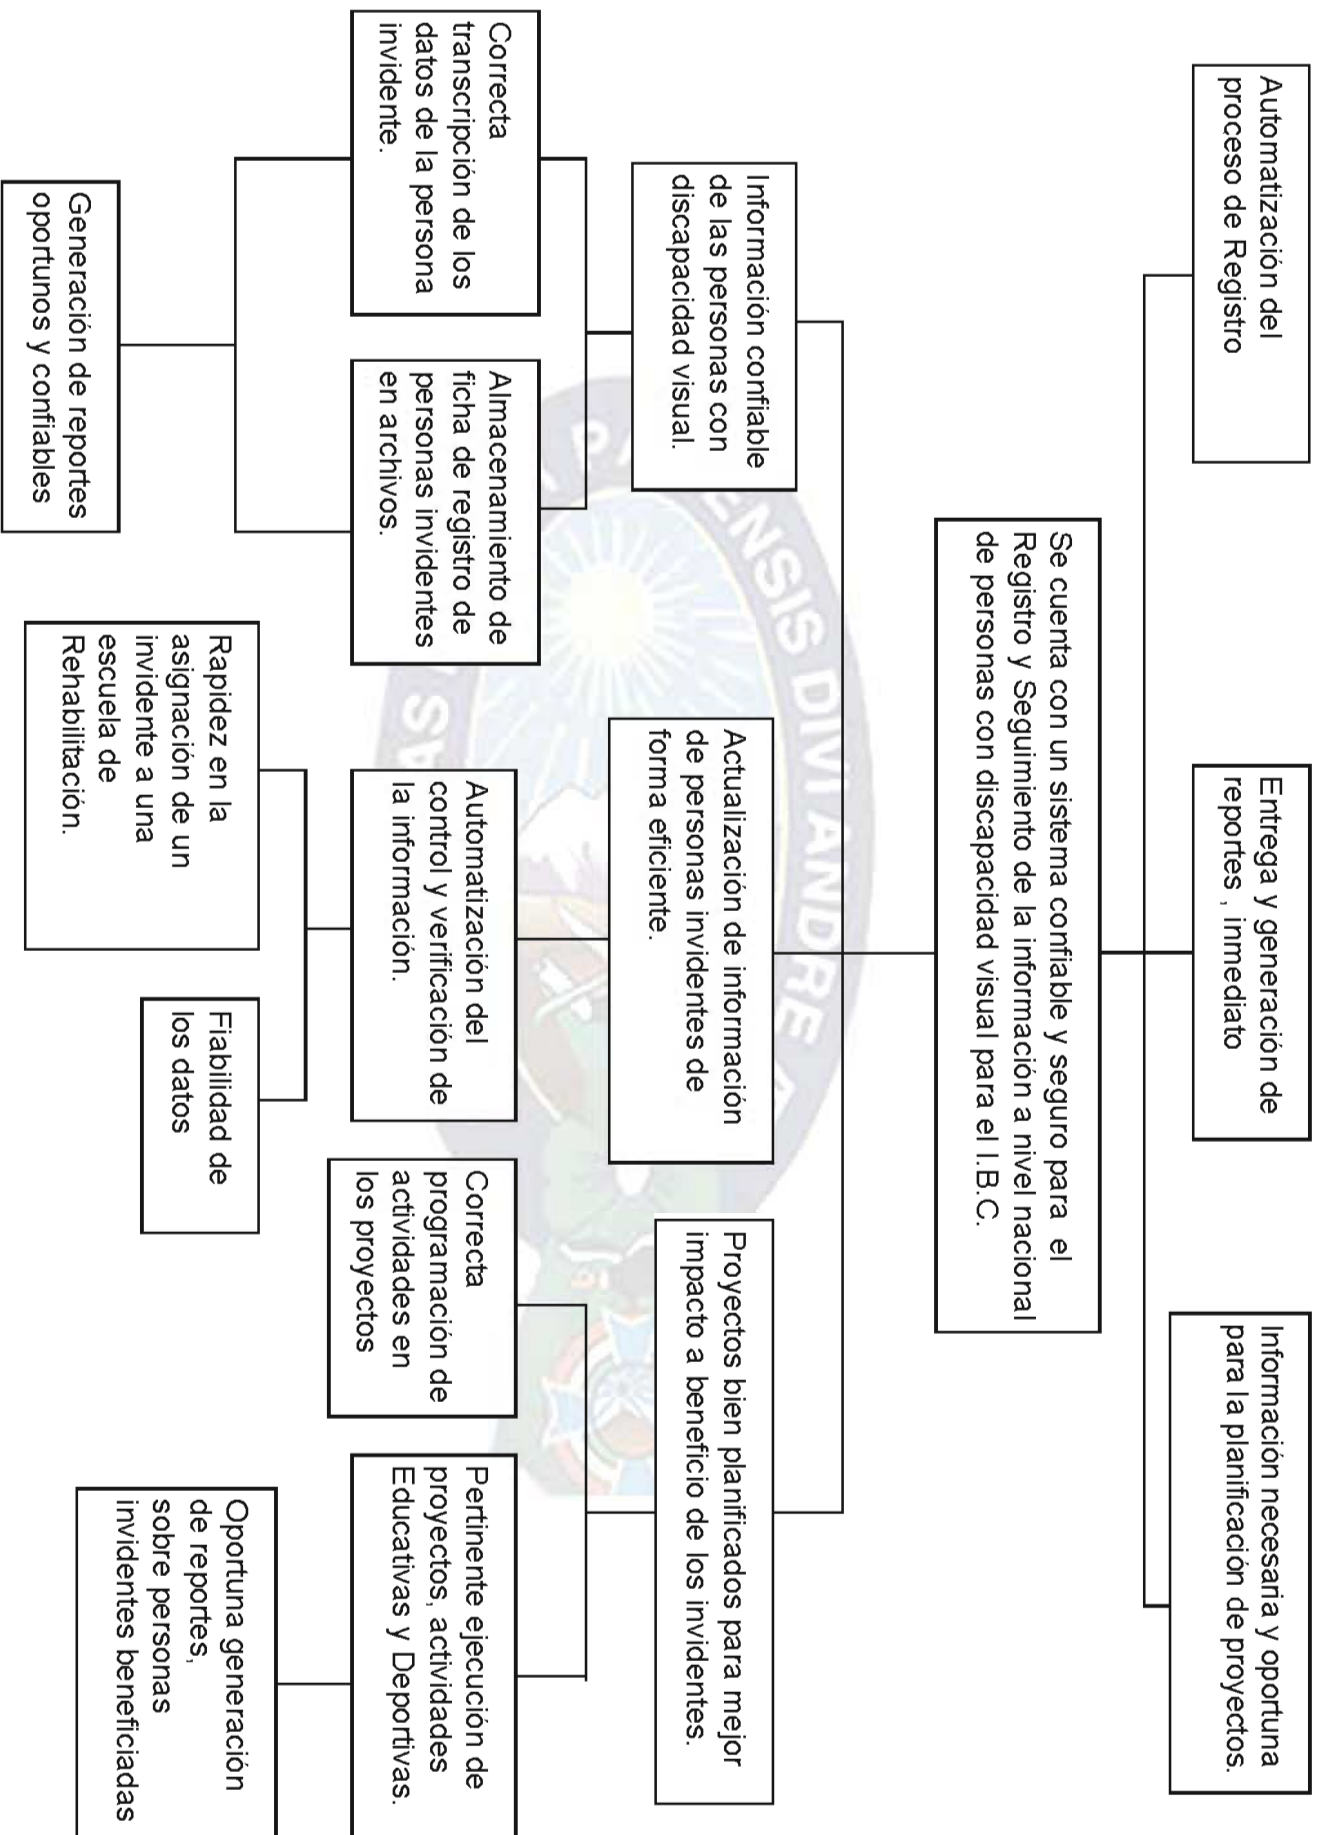 Automatización del
proceso de Registro
Entrega y generación de
reportes , inmediato
Información necesaria y oportuna
para la planificación de proyectos.
Se cuenta con un sistema confiable y seguro para el
Registro y Seguimiento de la información a nivel nacional
de personas con discapacidad visual para el I.B.C.
Información confiable
de las personas con
discapacidad visual.
Actualización de información
de personas invidentes de
forma eficiente.
Proyectos bien planificados para mejor
impacto a beneficio de los invidentes.
Correcta
transcripción de los
datos de la persona
invidente.
Almacenamiento de
ficha de registro de
personas invidentes
en archivos.
Automatización del
control y verificación de
la información.
Correcta
programación de
actividades en
los proyectos
Pertinente ejecución de
proyectos, actividades
Educativas y Deportivas.
Generación de reportes
oportunos y confiables
Rapidez en la
asignación de un
invidente a una
escuela de
Rehabilitación.
Fiabilidad de
los datos
Oportuna generación
de reportes,
sobre personas
invidentes beneficiadas
ENSIS DIVI ANDRE